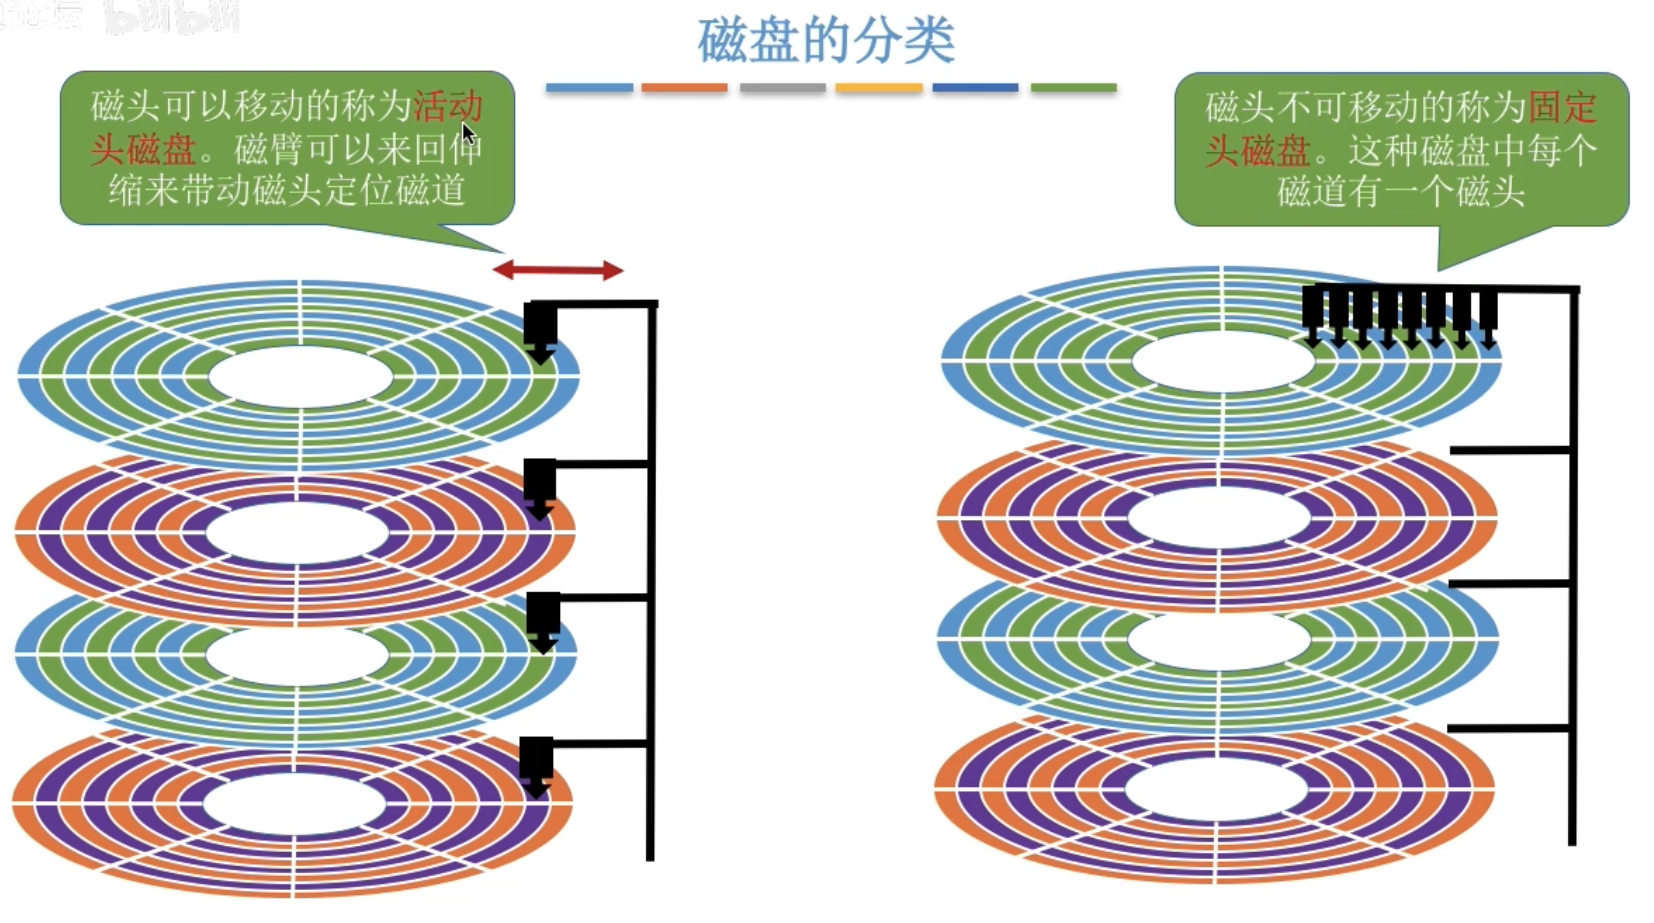 bilibili
磁盘的分类
磁头可以移动的称为活动
头磁盘。磁臂可以来回伸
缩来带动磁头定位磁道
磁头不可移动的称为固定
头磁盘。这种磁盘中每个
磁道有一个磁头